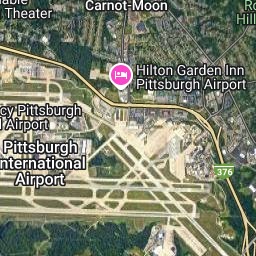 Carnot-Moon
Theater
Hilton Garden Inn
Pittsburgh Airport
Pittsburgh
Airport
Pittsburgh
International
Airport
376